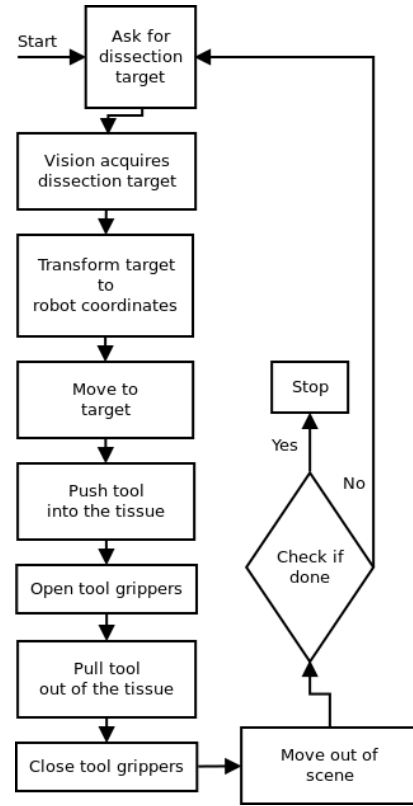 Start
Ask for
dissection
target
Vision acquires
dissection target
Transform target
to
robot coordinates
Move to
target
Push tool
into the tissue
Open tool grippers
Pull tool
out of the tissue
Close tool grippers
Move out of
scene
Check if
done
Yes
No
Stop